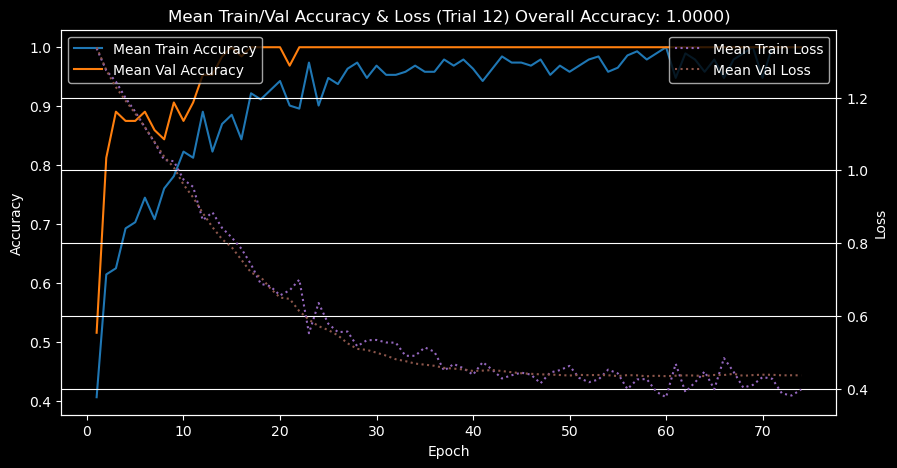 Mean Train/Val Accuracy & Loss (Trial 12) Overall Accuracy: 1.0000)
Mean Train Accuracy
Mean Val Accuracy
Mean Train Loss
Mean Val Loss
1.0
0.9
0.8
0.7
0.6
0.5
0.4
Accuracy
1.2
1.0
0.8
0.6
0.4
Loss
0 10 20 30 40 50 60 70
Epoch